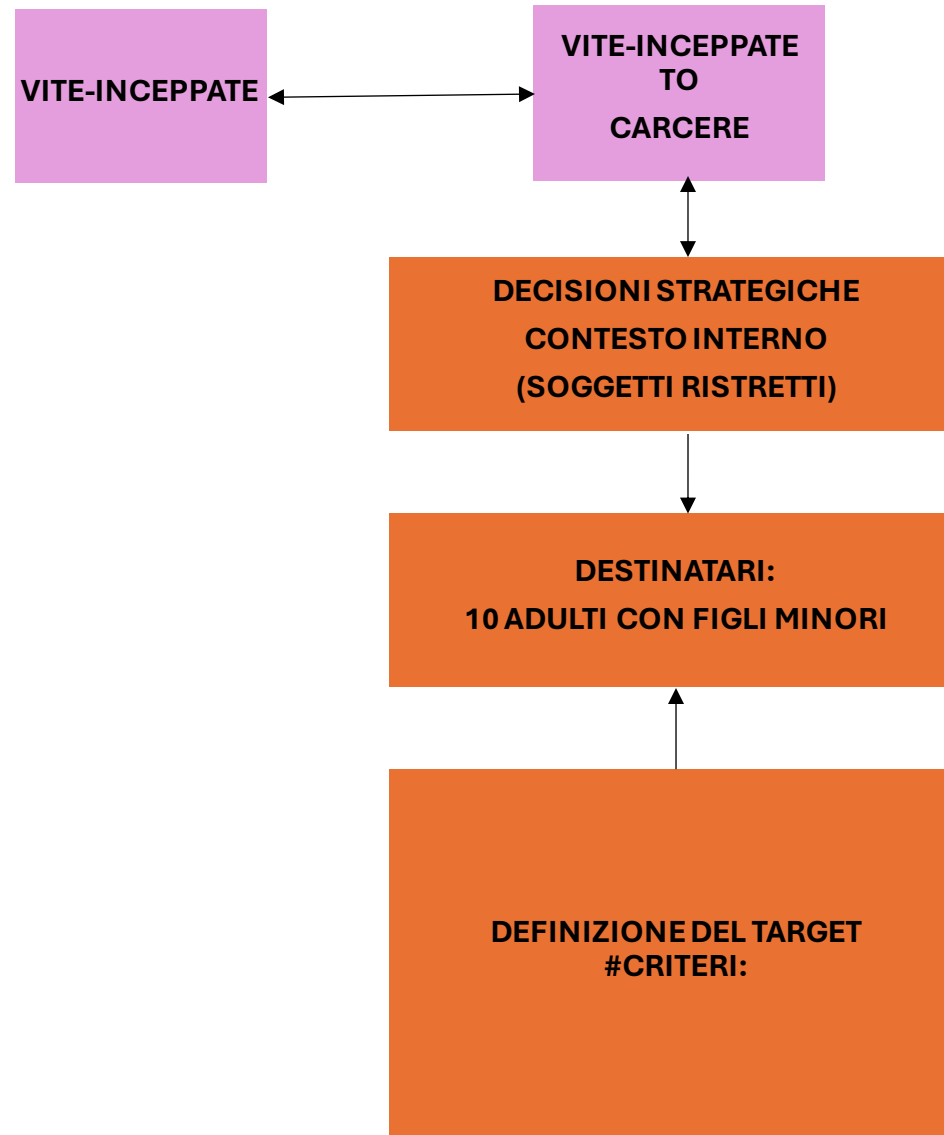 VITE-INCEPPATE
VITE-INCEPPATE
TO
CARCERE
DECISIONI STRATEGICHE
CONTESTO INTERNO
(SOGGETTI RISTRETTI)
DESTINATARI:
10 ADULTI CON FIGLI MINORI
DEFINIZIONE DEL TARGET
#CRITERI: